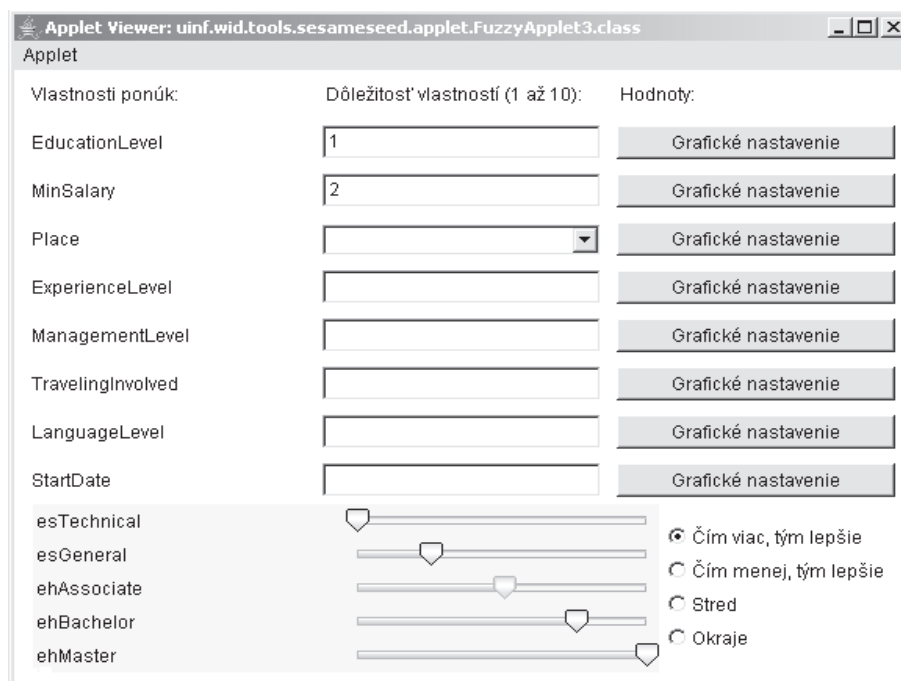 Applet Viewer: uinf.wid.tools.sesameseed.applet.FuzzyApplet3.class
Applet
Vlastnosti ponúk: Dôležitosť vlastností (1 až 10): Hodnoty:
EducationLevel 1 Grafické nastavenie
MinSalary 2 Grafické nastavenie
Place Grafické nastavenie
ExperienceLevel Grafické nastavenie
ManagementLevel Grafické nastavenie
TravelingInvolved Grafické nastavenie
LanguageLevel Grafické nastavenie
StartDate Grafické nastavenie
esTechnical
esGeneral
ehAssociate
ehBachelor
ehMaster
Čím viac, tým lepšie
Čím menej, tým lepšie
Stred
Okraje